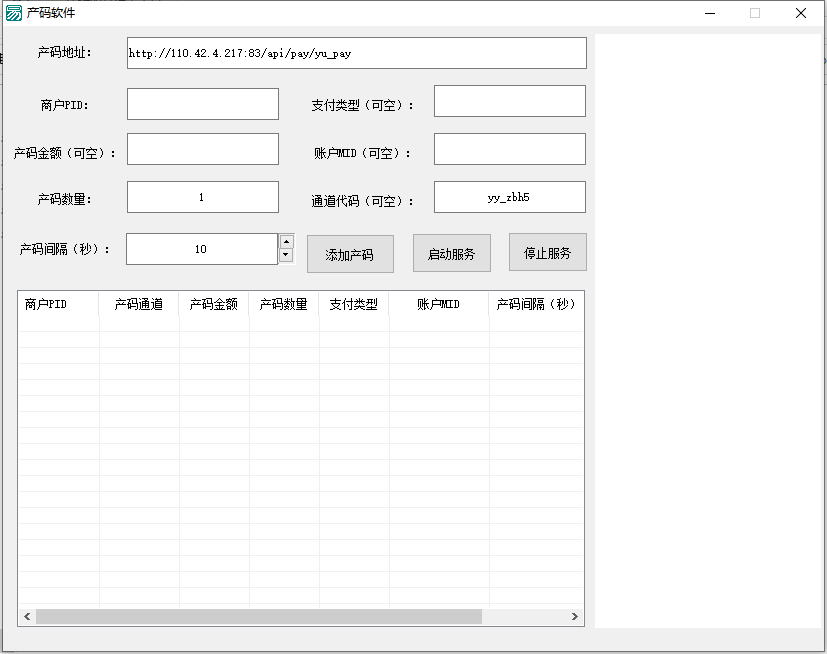 产码软件
产码地址： http://110.42.4.217:83/api/pay/yu_pay
商户PID： 支付类型（可空）：
产码金额（可空）： 账户MID（可空）：
产码数量： 1 通道代码（可空）： yy_zbh5
产码间隔（秒）： 10 添加产码 启动服务 停止服务
商户PID 产码通道 产码金额 产码数量 支付类型 账户MID 产码间隔（秒）